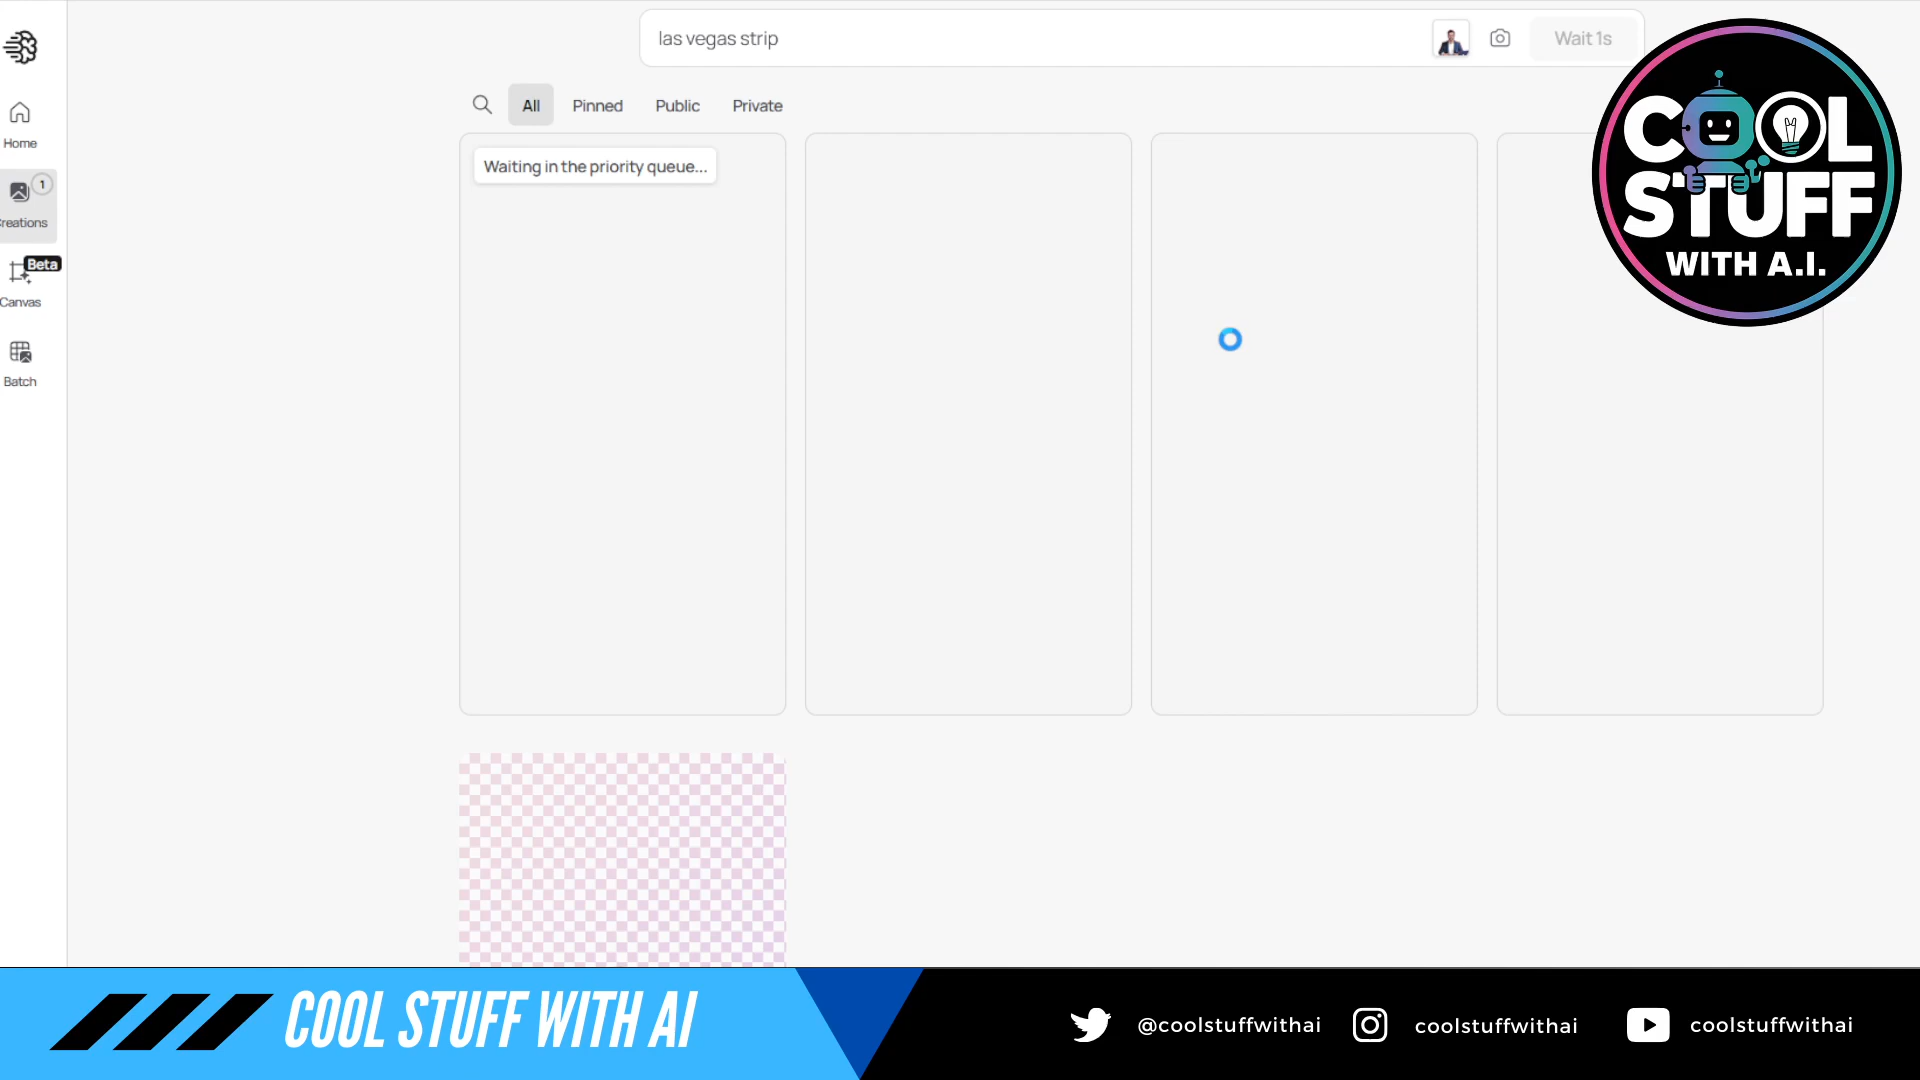 las vegas strip
Wait 1s
All Pinned Public Private
Waiting in the priority queue...
Home
1
reations
Beta
Canvas
Batch
COOL
STUFF
WITH A.I.
COOL STUFF WITH AI
@coolstuffwithai
coolstuffwithai
coolstuffwithai